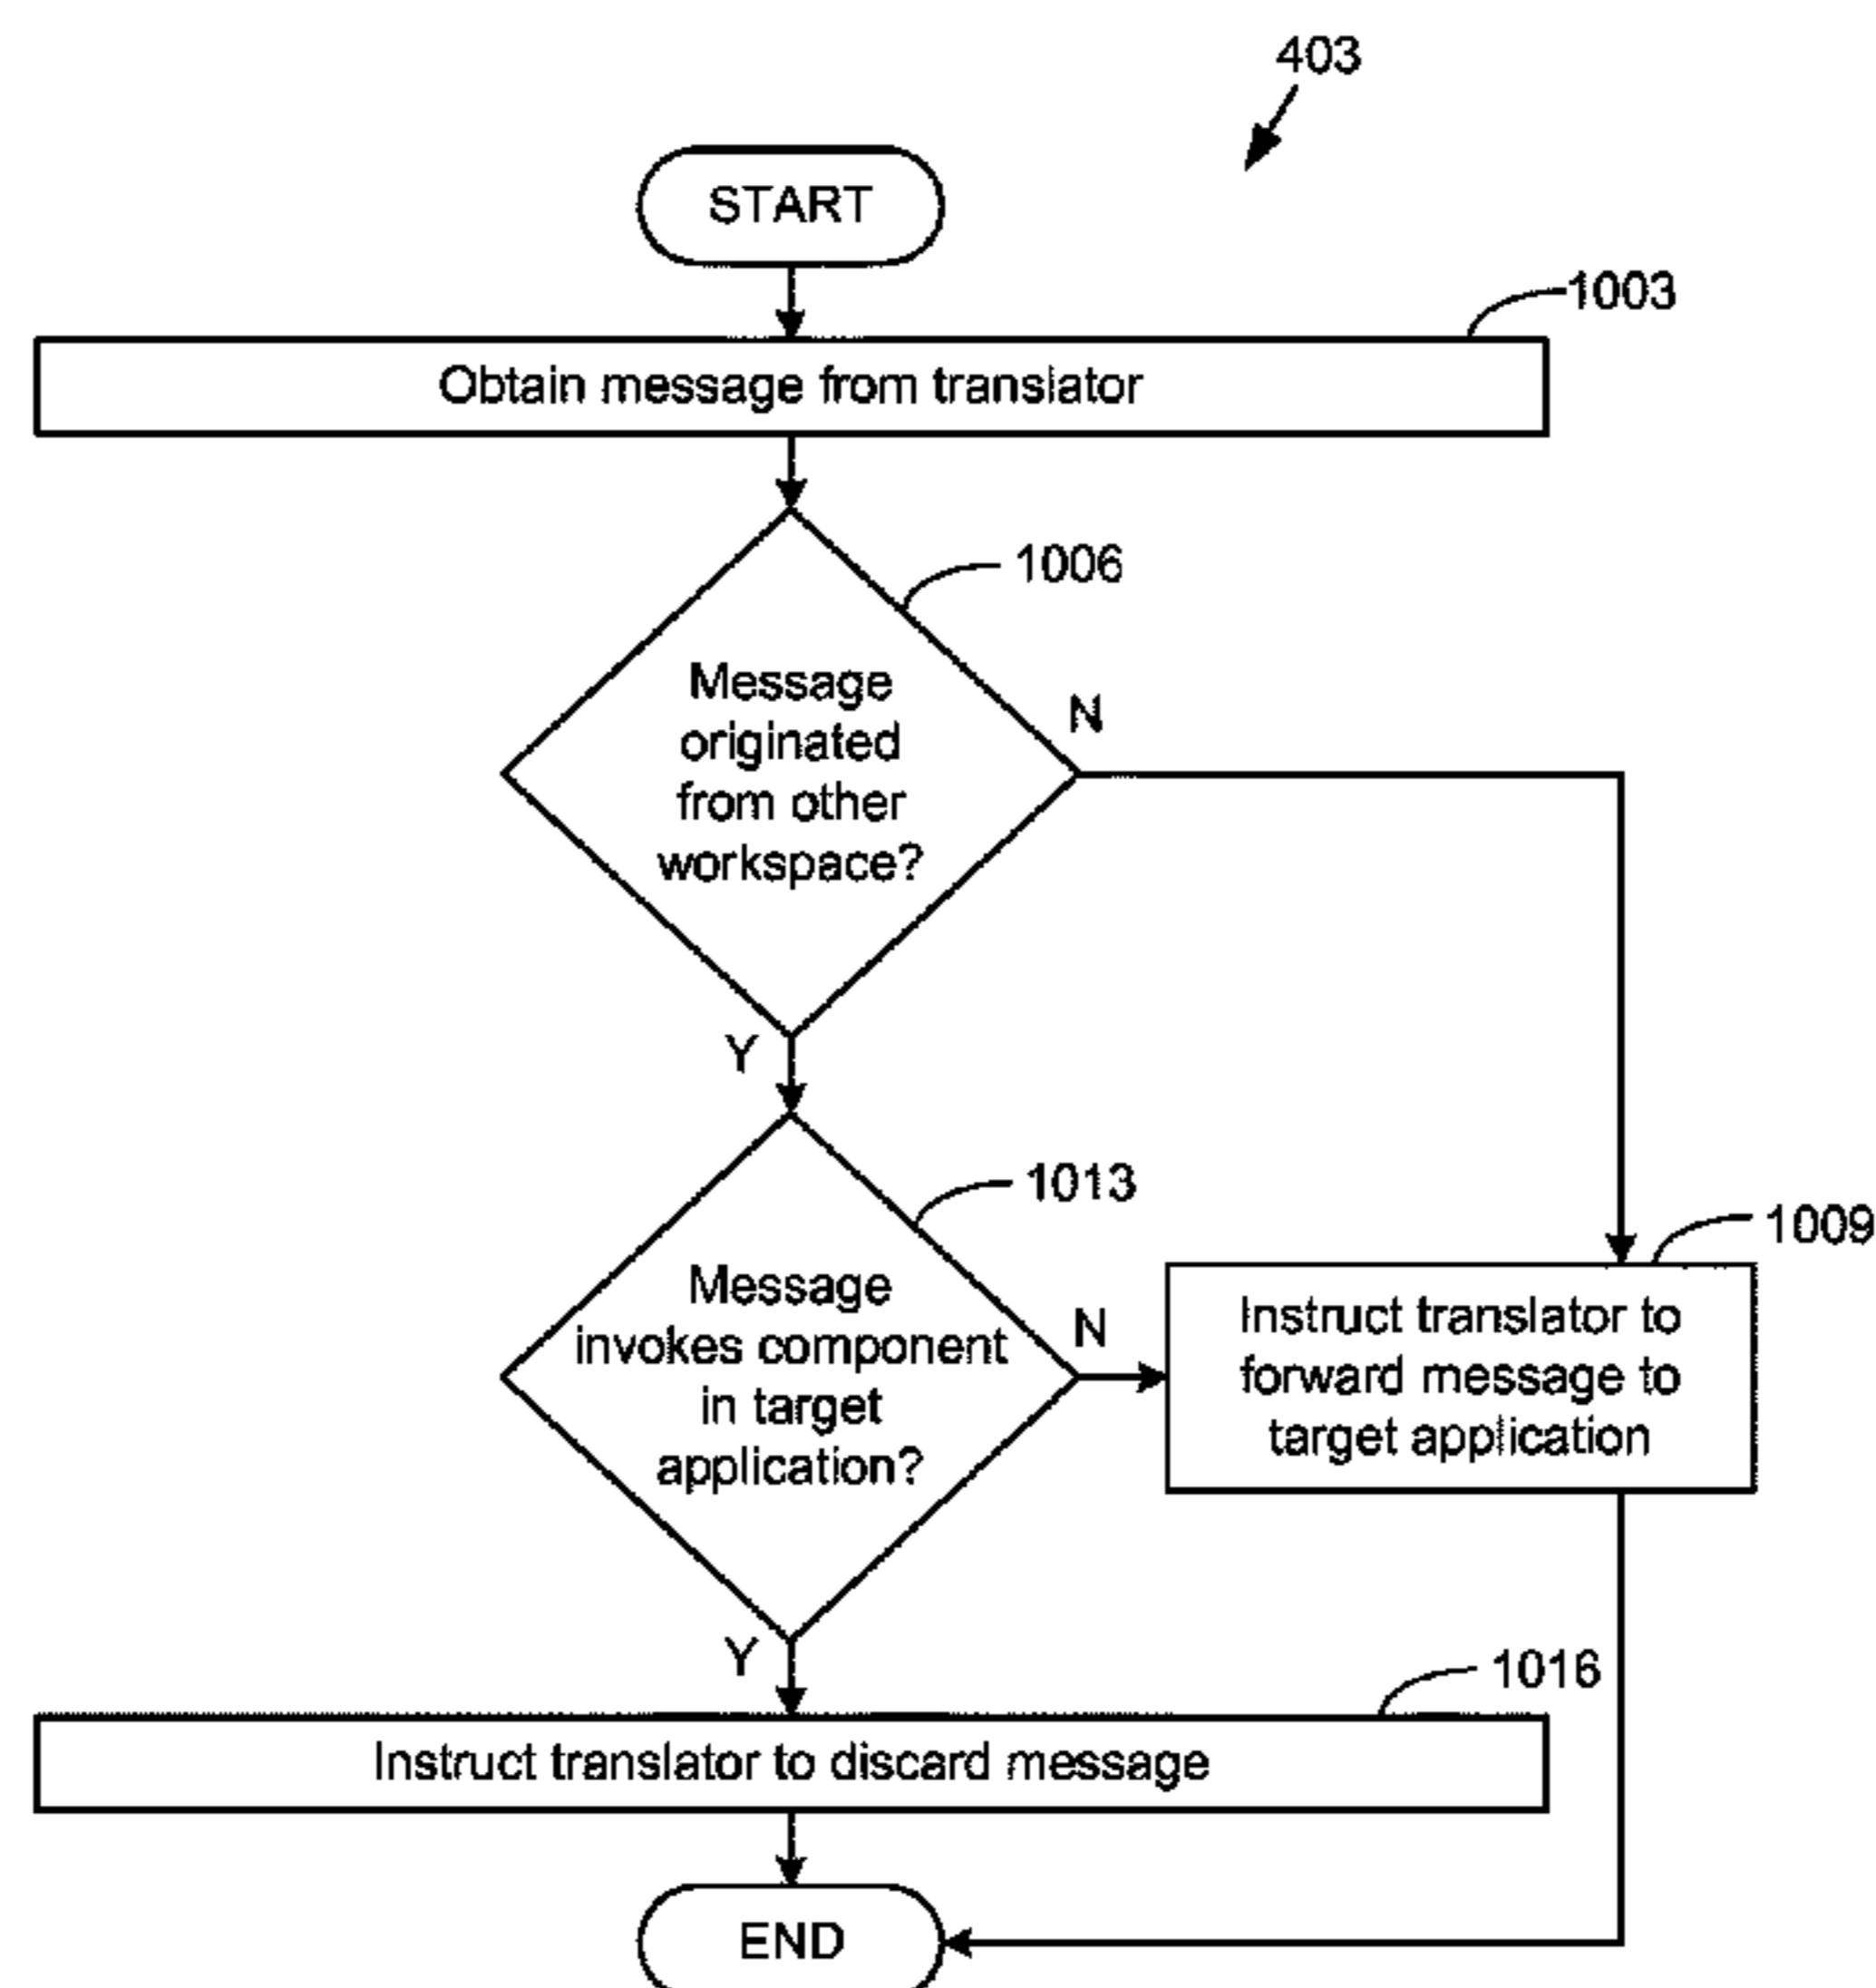 403
START
1003
Obtain message from translator
1006
Message
originated
from other
workspace?
N
Y
1013
Message
invokes component
in target
application?
N
1009
Instruct translator to
forward message to
target application
Y
1016
Instruct translator to discard message
END